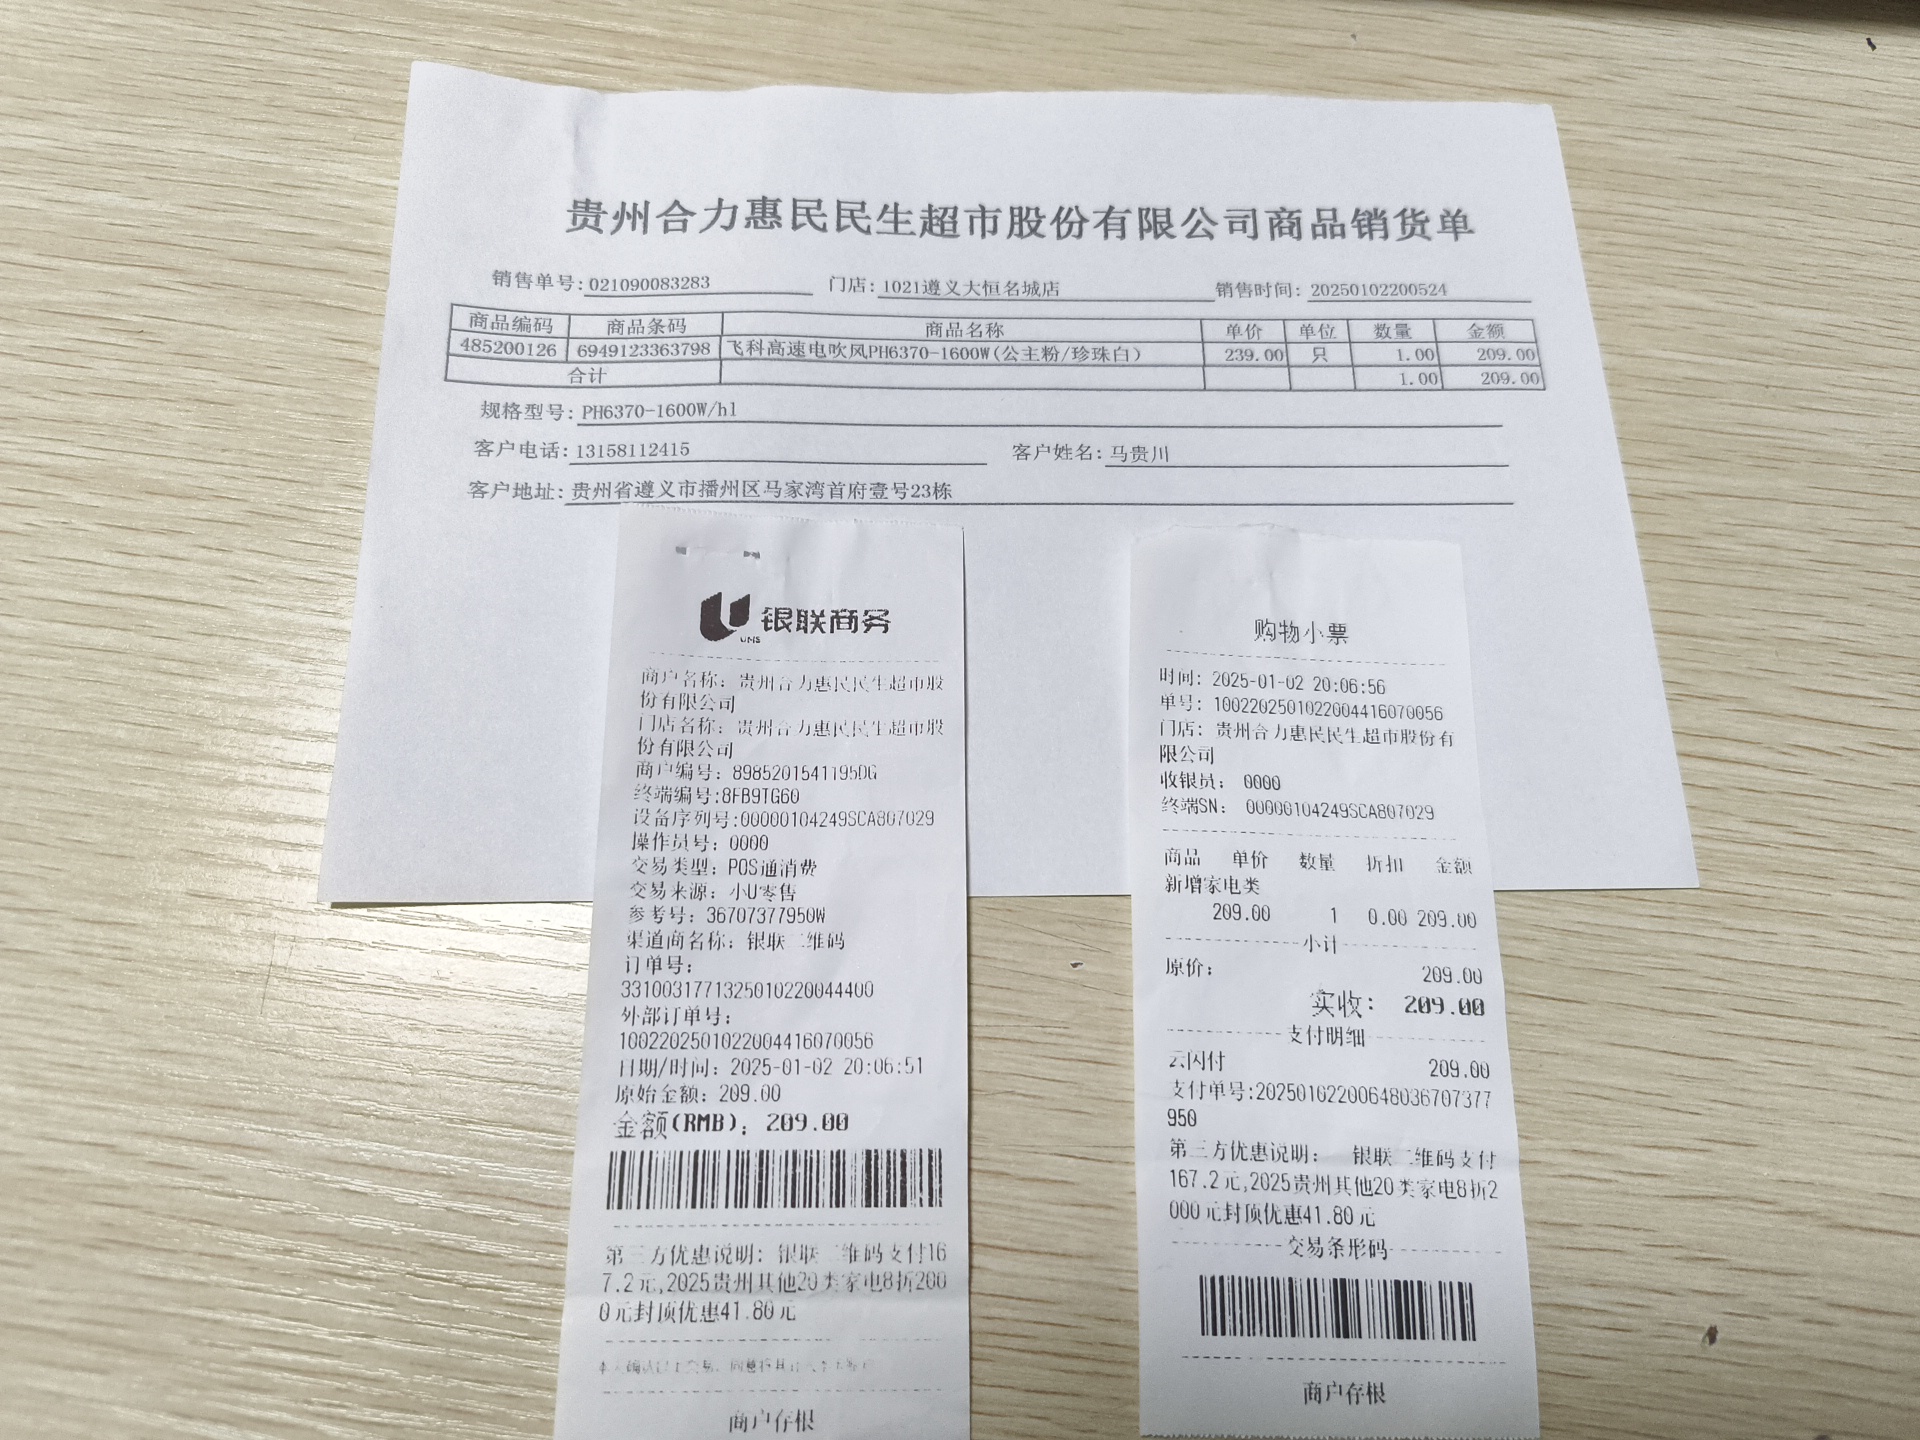 贵州合力惠民民生超市股份有限公司商品销货单
销售单号: 021090083283 门店: 1021遵义大恒名城店 销售时间: 20250102200524
商品编码 商品条码 商品名称 单价 单位 数量 金额
485200126 6949123363798 飞科高速电吹风PH6370-1600W(公主粉/珍珠白) 239.00 只 1.00 209.00
合计 1.00 209.00
规格型号: PH6370-1600W/hl
客户电话: 13158112415 客户姓名: 马贵川
客户地址: 贵州省遵义市播州区马家湾首府壹号23栋
银联商务
UMS
商户名称: 贵州合力惠民民生超市股
份有限公司
门店名称: 贵州合力惠民民生超市股
份有限公司
商户编号: 8985201541195DG
终端编号:8FB9TG60
设备序列号:00000104249SCA807029
操作员号: 0000
交易类型: POS通消费
交易来源: 小U零售
参考号: 36707377950W
渠道商名称: 银联二维码
订单号:
33100317713250102200444​00
外部订单号:
10022025010220044160​70056
日期/时间: 2025-01-02 20:06:51
原始金额: 209.00
金额(RMB): 209.00
第三方优惠说明: 银联二维码支付16
7.2元,2025贵州其他20类家电8折200
0元封顶优惠41.80元
商户存根
购物小票
时间: 2025-01-02 20:06:56
单号: 1002202501022004416070056
门店: 贵州合力惠民民生超市股份有
限公司
收银员: 0000
终端SN: 00000104249SCA807029
商品 单价 数量 折扣 金额
新增家电类
209.00 1 0.00 209.00
小计
原价: 209.00
实收: 209.00
支付明细
云闪付 209.00
支付单号:20250102200648036707377
950
第三方优惠说明: 银联二维码支付
167.2元,2025贵州其他20类家电8折2
000元封顶优惠41.80元
交易条形码
商户存根